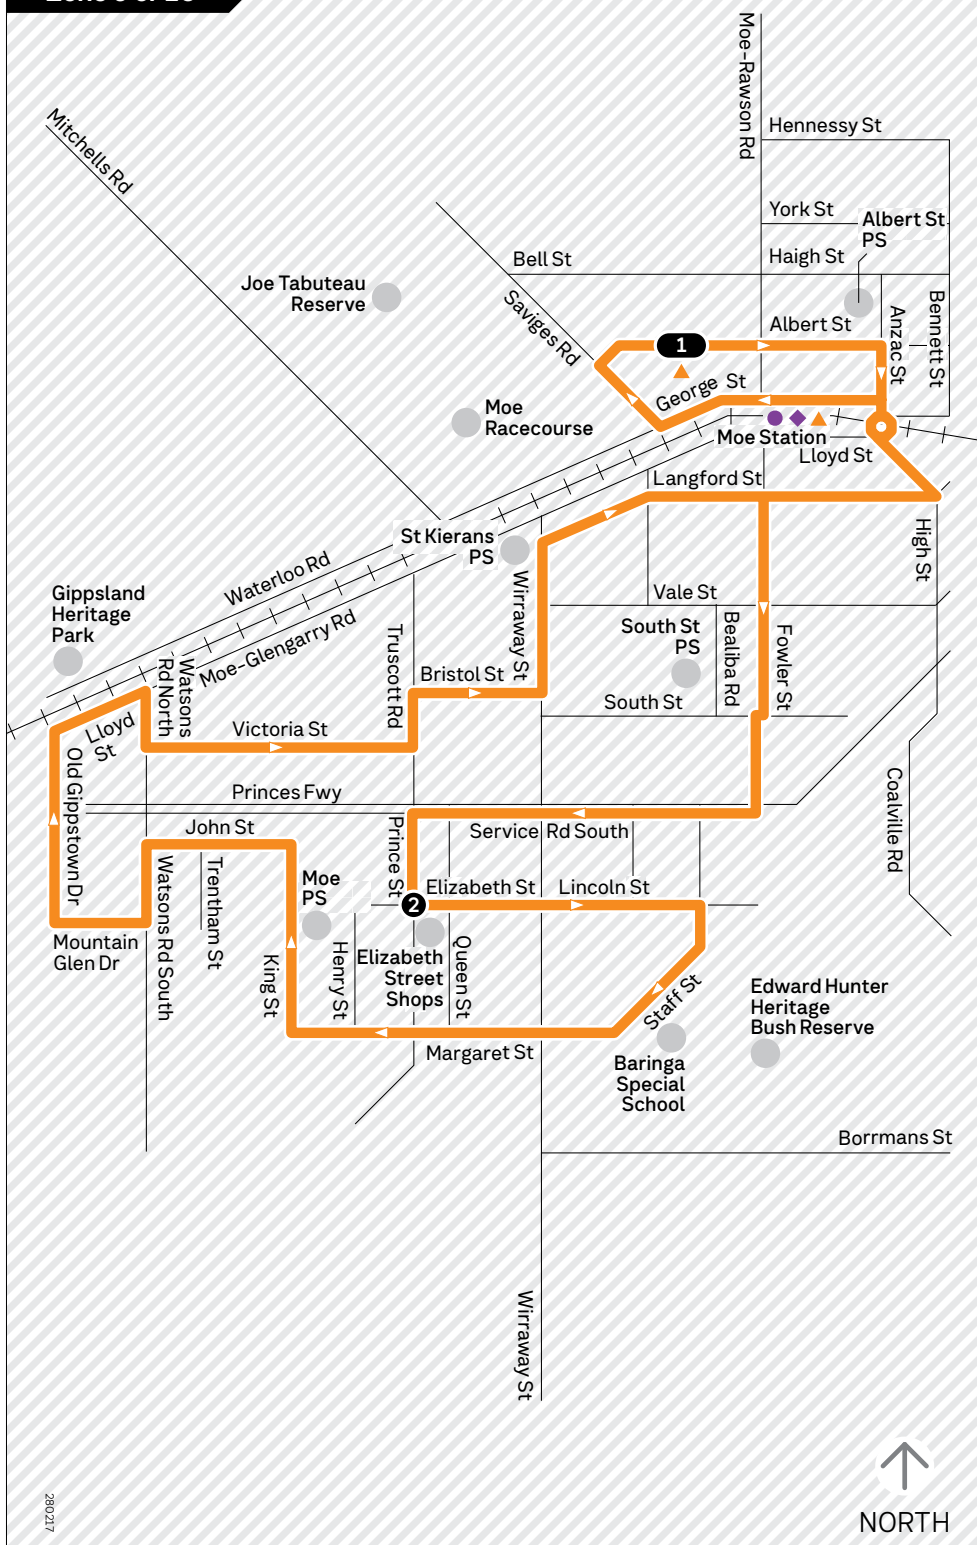 Moe-Rawson Rd
Hennessy St
Mitchells Rd
York St
Albert St
PS
Bell St
Haigh St
Joe Tabuteau
Reserve
Saviges Rd
Albert St
Anzac St
Bennett St
1
George St
Moe
Racecourse
Moe Station
Lloyd St
Langford St
St Kierans
PS
High St
Waterloo Rd
Wirraway St
Gippsland
Heritage
Park
Moe-Glengarry Rd
Vale St
South St
PS
Bealiba Rd
Fowler St
Watsons
Rd North
Truscott Rd
Bristol St
South St
Lloyd
St
Victoria St
Old Gippstown Dr
Princes Fwy
Coalville Rd
John St
Prince St
Service Rd South
Watsons Rd South
Trentham St
Moe
PS
Elizabeth St
Lincoln St
2
Mountain
Glen Dr
King St
Henry St
Elizabeth
Street
Shops
Queen St
Staff St
Edward Hunter
Heritage
Bush Reserve
Margaret St
Baringa
Special
School
Borrmans St
Wirraway St
280217
NORTH